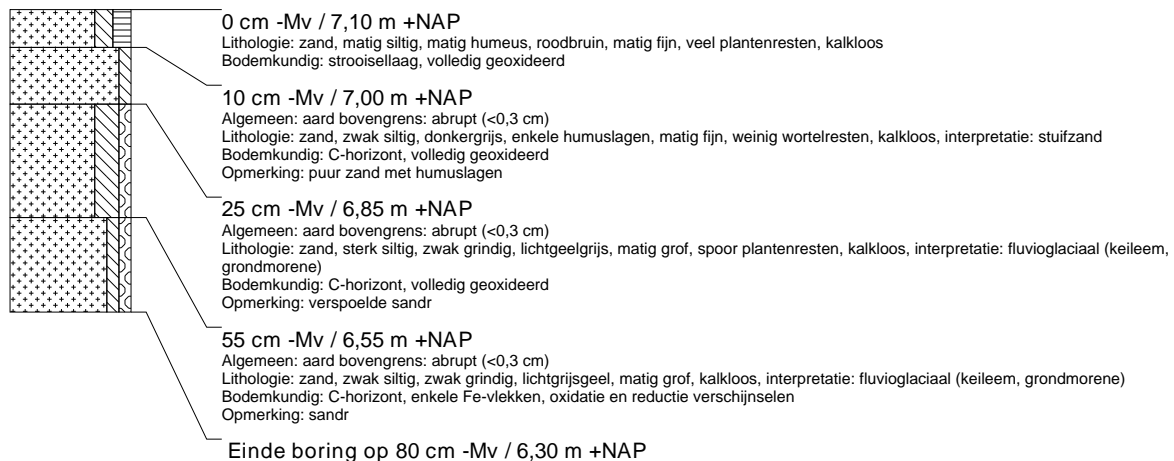 0 cm -Mv / 7,10 m +NAP
Lithologie: zand, matig siltig, matig humeus, roodbruin, matig fijn, veel plantenresten, kalkloos
Bodemkundig: strooisellaag, volledig geoxideerd
10 cm -Mv / 7,00 m +NAP
Algemeen: aard bovengrens: abrupt (<0,3 cm)
Lithologie: zand, zwak siltig, donkergrijs, enkele humuslagen, matig fijn, weinig wortelresten, kalkloos, interpretatie: stuifzand
Bodemkundig: C-horizont, volledig geoxideerd
Opmerking: puur zand met humuslagen
25 cm -Mv / 6,85 m +NAP
Algemeen: aard bovengrens: abrupt (<0,3 cm)
Lithologie: zand, sterk siltig, zwak grindig, lichtgeelgrijs, matig grof, spoor plantenresten, kalkloos, interpretatie: fluvioglaciaal (keileem,
grondmorene)
Bodemkundig: C-horizont, volledig geoxideerd
Opmerking: verspoelde sandr
55 cm -Mv / 6,55 m +NAP
Algemeen: aard bovengrens: abrupt (<0,3 cm)
Lithologie: zand, zwak siltig, zwak grindig, lichtgrijsgeel, matig grof, kalkloos, interpretatie: fluvioglaciaal (keileem, grondmorene)
Bodemkundig: C-horizont, enkele Fe-vlekken, oxidatie en reductie verschijnselen
Opmerking: sandr
Einde boring op 80 cm -Mv / 6,30 m +NAP